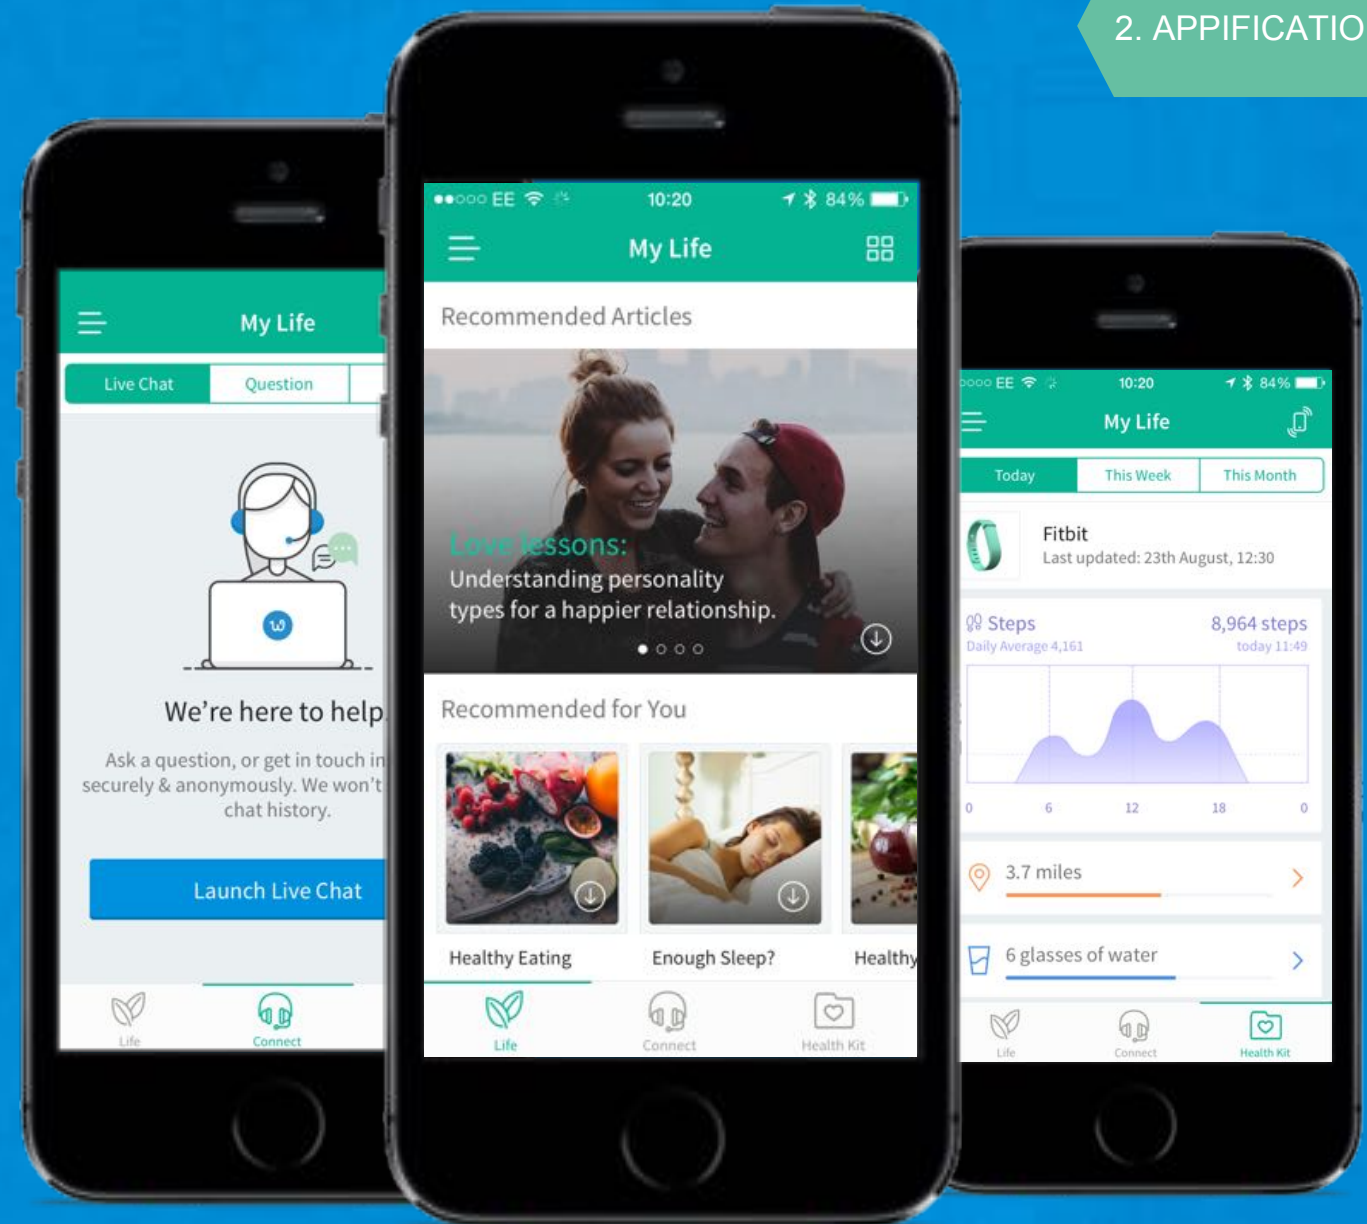 2. APPIFICATIO
My Life
Live Chat
Question
We're here to help
Ask a question, or get in touch in
securely & anonymously. We won't
chat history.
Launch Live Chat
Life
Connect
EE
10:20
84%
My Life
Recommended Articles
Love lessons:
Understanding personality
types for a happier relationship.
Recommended for You
Healthy Eating
Enough Sleep?
Healthy
Life
Connect
Health Kit
EE
10:20
84%
My Life
Today
This Week
This Month
Fitbit
Last updated: 23th August, 12:30
Steps
8,964 steps
Daily Average 4,161
today 11:49
0
6
12
18
0
3.7 miles
6 glasses of water
Life
Connect
Health Kit